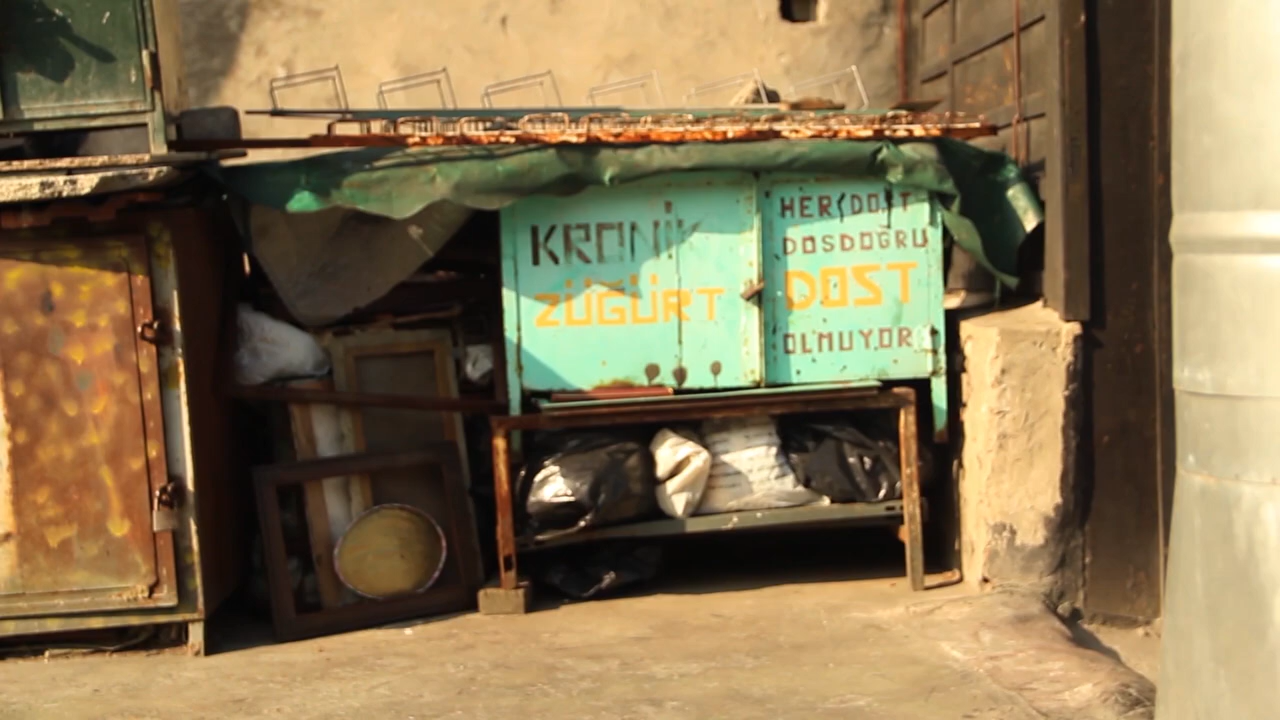 KRONİK
ZÜĞÜRT
HER DOST
DOSDOĞRU
DOST
OLMUYOR